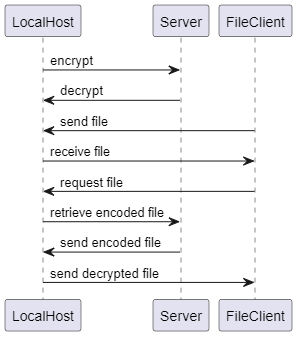 LocalHost Server FileClient
encrypt
decrypt
send file
receive file
request file
retrieve encoded file
send encoded file
send decrypted file
LocalHost Server FileClient